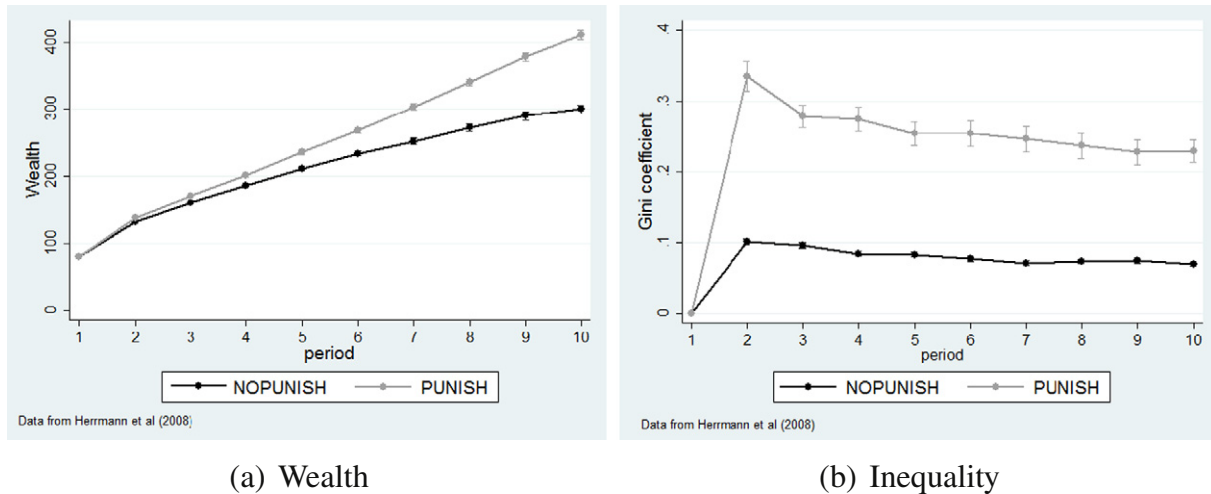 400
300
200
100
0
Wealth
1 2 3 4 5 6 7 8 9 10
period
NOPUNISH PUNISH
Data from Herrmann et al (2008)
(a) Wealth
.4
.3
.2
.1
0
Gini coefficient
1 2 3 4 5 6 7 8 9 10
period
NOPUNISH PUNISH
Data from Herrmann et al (2008)
(b) Inequality